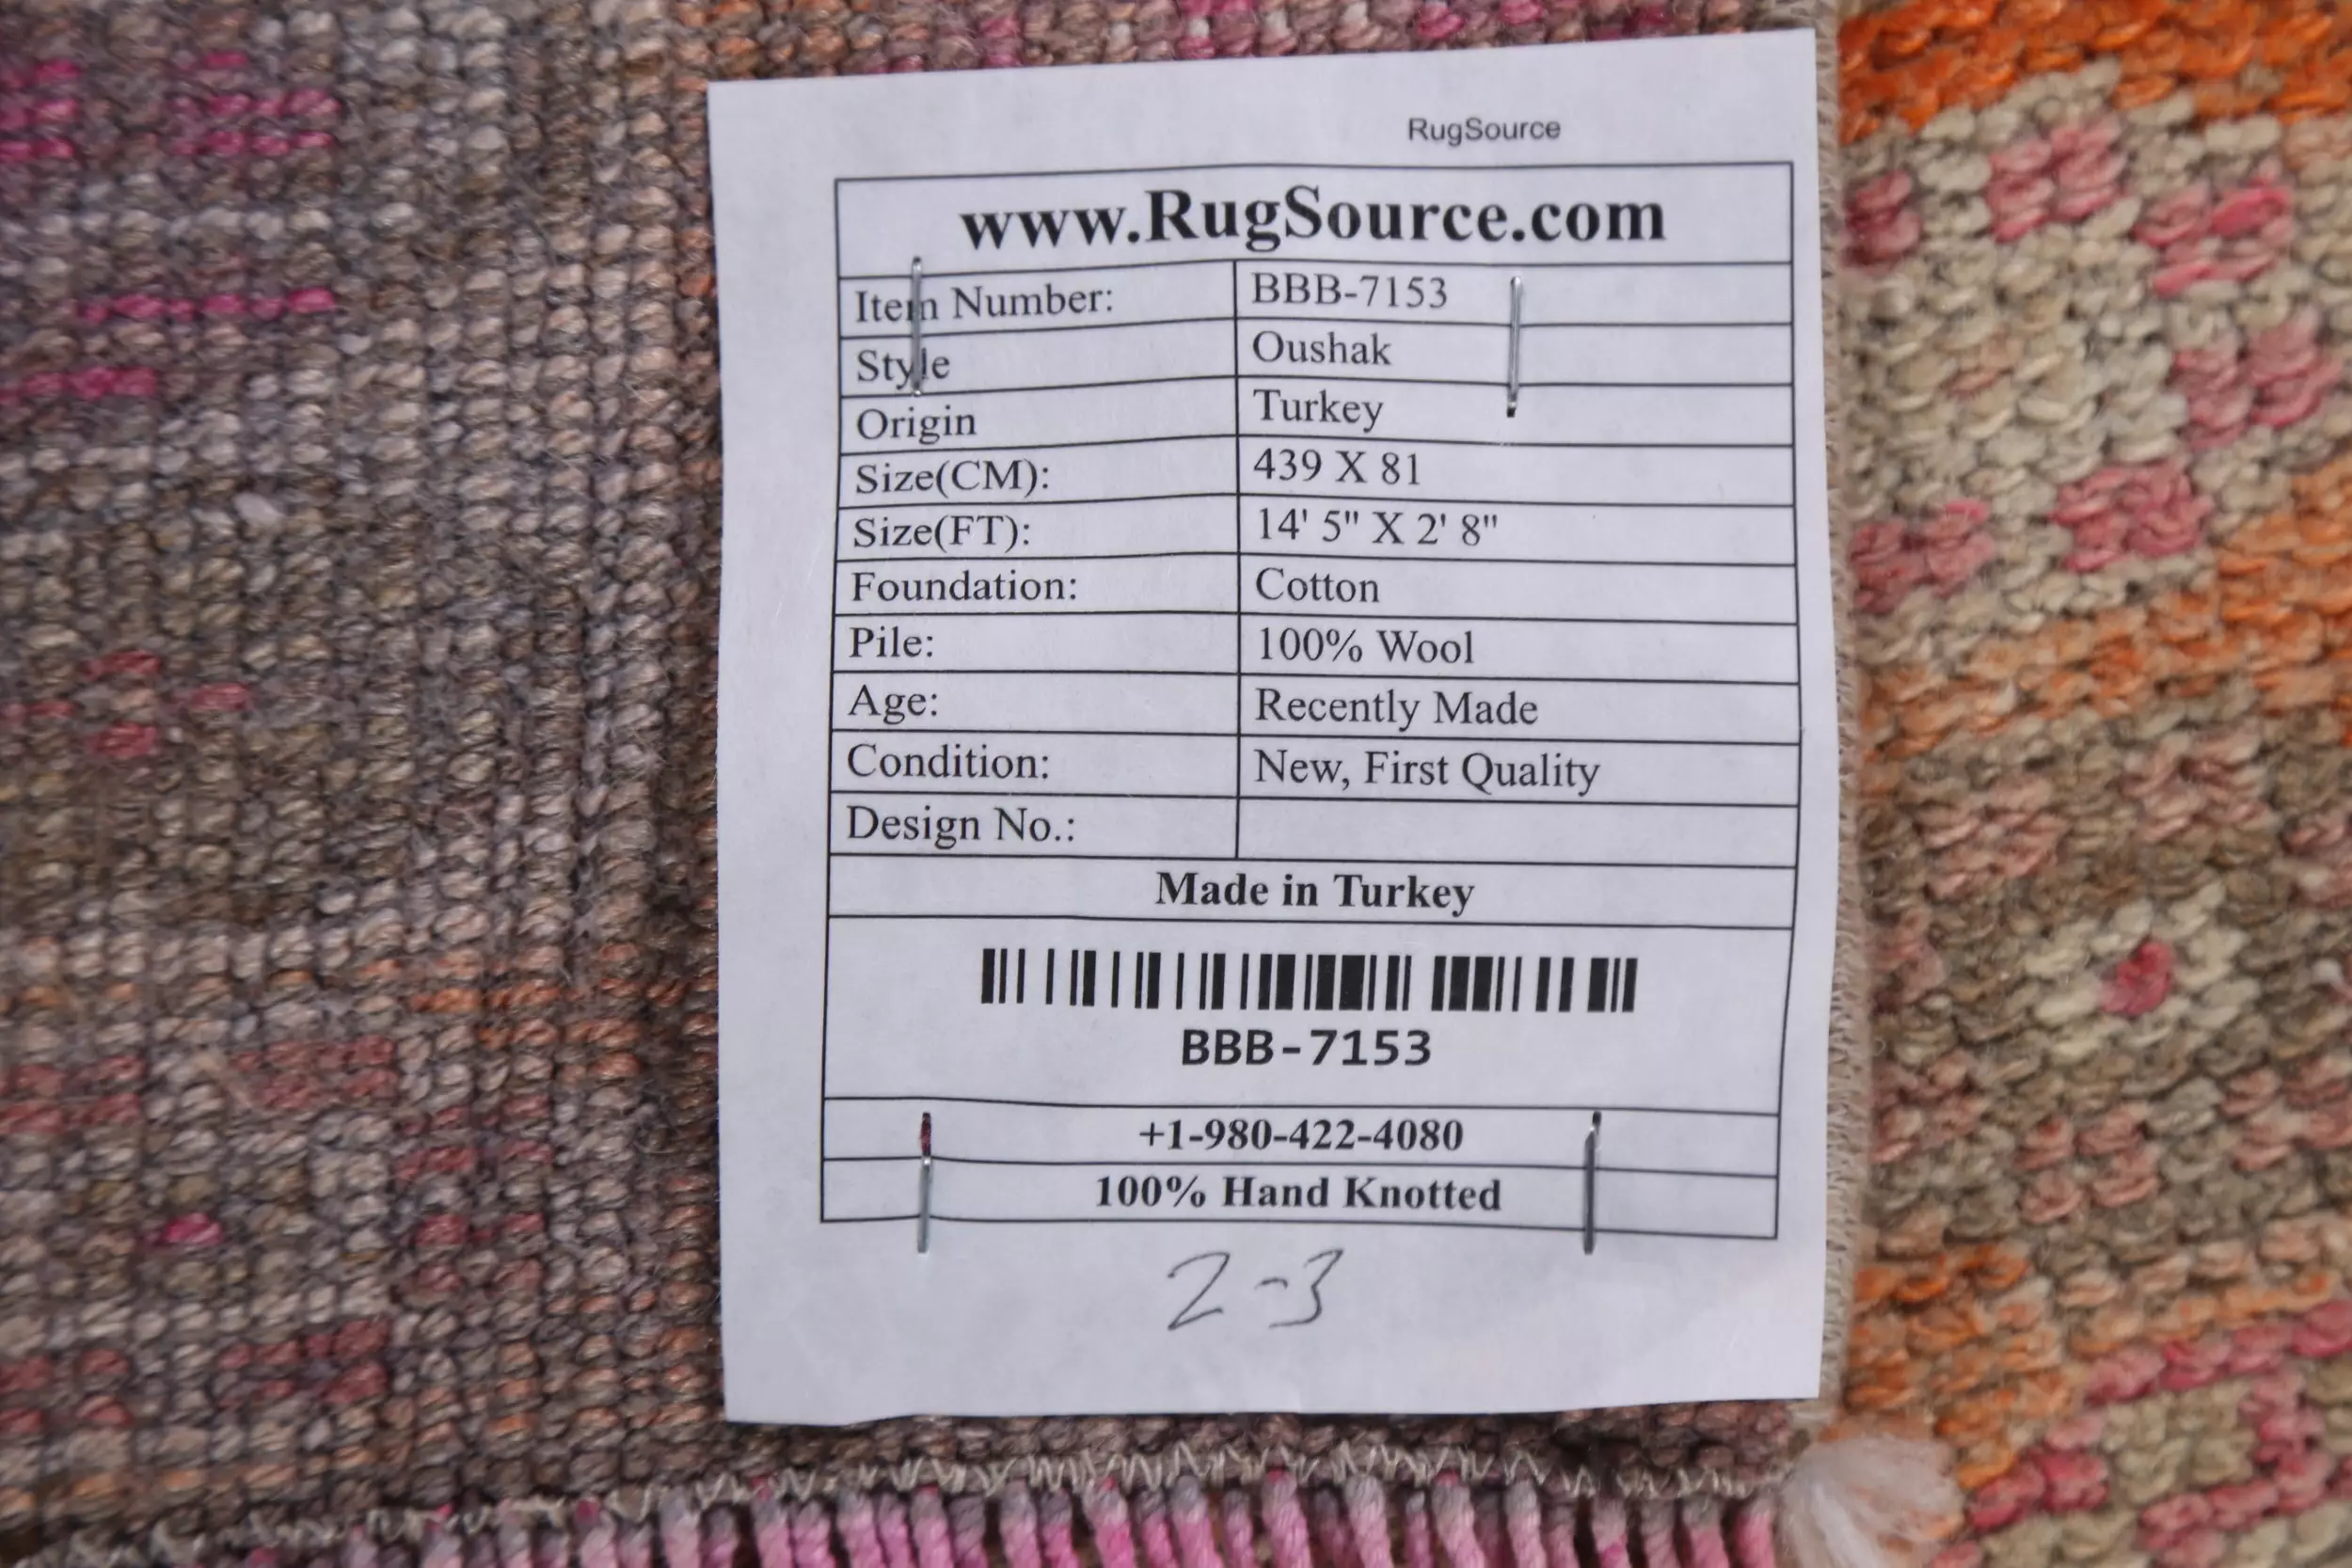 RugSource
www.RugSource.com
Item Number: BBB-7153
Style Oushak
Origin Turkey
Size(CM): 439 X 81
Size(FT): 14' 5" X 2' 8"
Foundation: Cotton
Pile: 100% Wool
Age: Recently Made
Condition: New, First Quality
Design No.:
Made in Turkey
BBB-7153
+1-980-422-4080
100% Hand Knotted
2-3